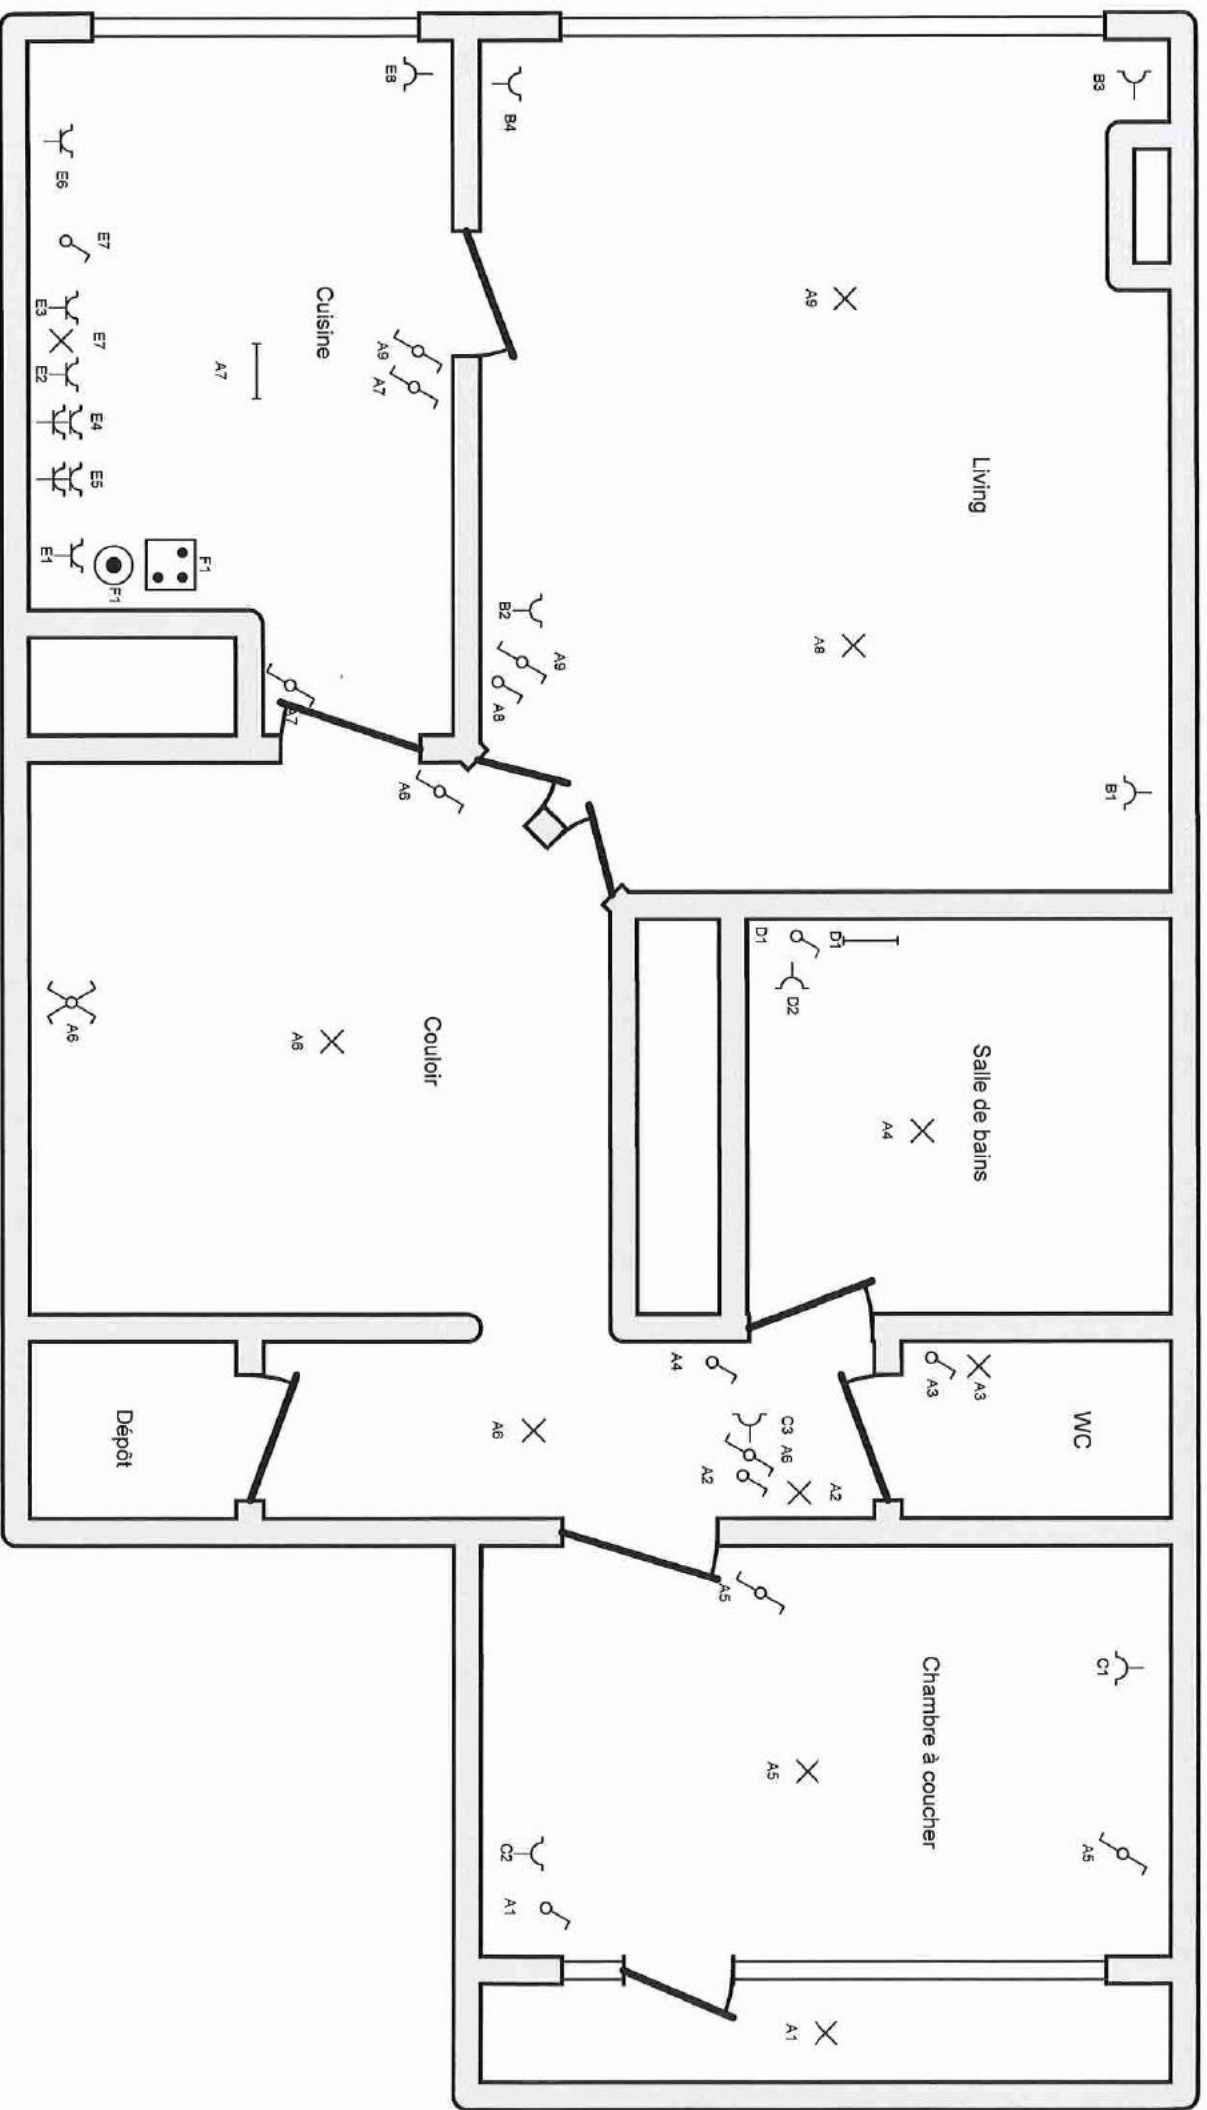 B3
B1
C1
A5
WC
Living
Salle de bains
A3
A3
Chambre à coucher
A4
D1
A2
A9
A8
D2
C3
A6
A1
D1
A5
A5
A2
A4
A9
B4
B2
A8
A6
C2
A1
Couloir
E8
A9
A7
A6
Cuisine
A7
A6
A7
F1
Dépôt
F1
E7
E7
E4
E5
A6
E6
E3
E2
E1